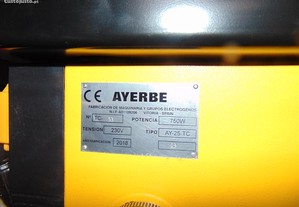 CustoJusto.pt
CE AYERBE
FABRICACION DE MAQUINARIA Y GRUPOS ELECTROGENOS
VITORIA - SPAIN
Nº TC- POTENCIA 750W
TENSION 230V TIPO AY-25-TC
2018